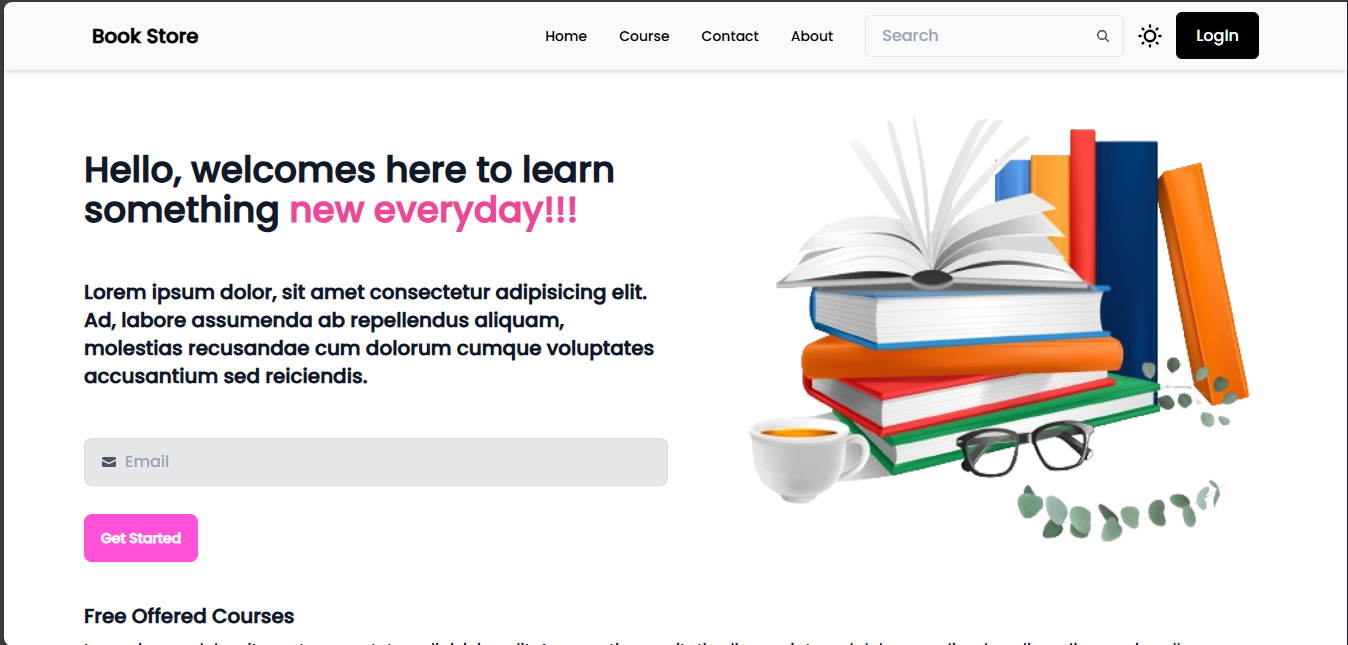 Book Store
Home
Course
Contact
About
Search
LogIn
Hello, welcomes here to learn
something new everyday!!!
Lorem ipsum dolor, sit amet consectetur adipisicing elit.
Ad, labore assumenda ab repellendus aliquam,
molestias recusandae cum dolorum cumque voluptates
accusantium sed reiciendis.
Email
Get Started
Free Offered Courses